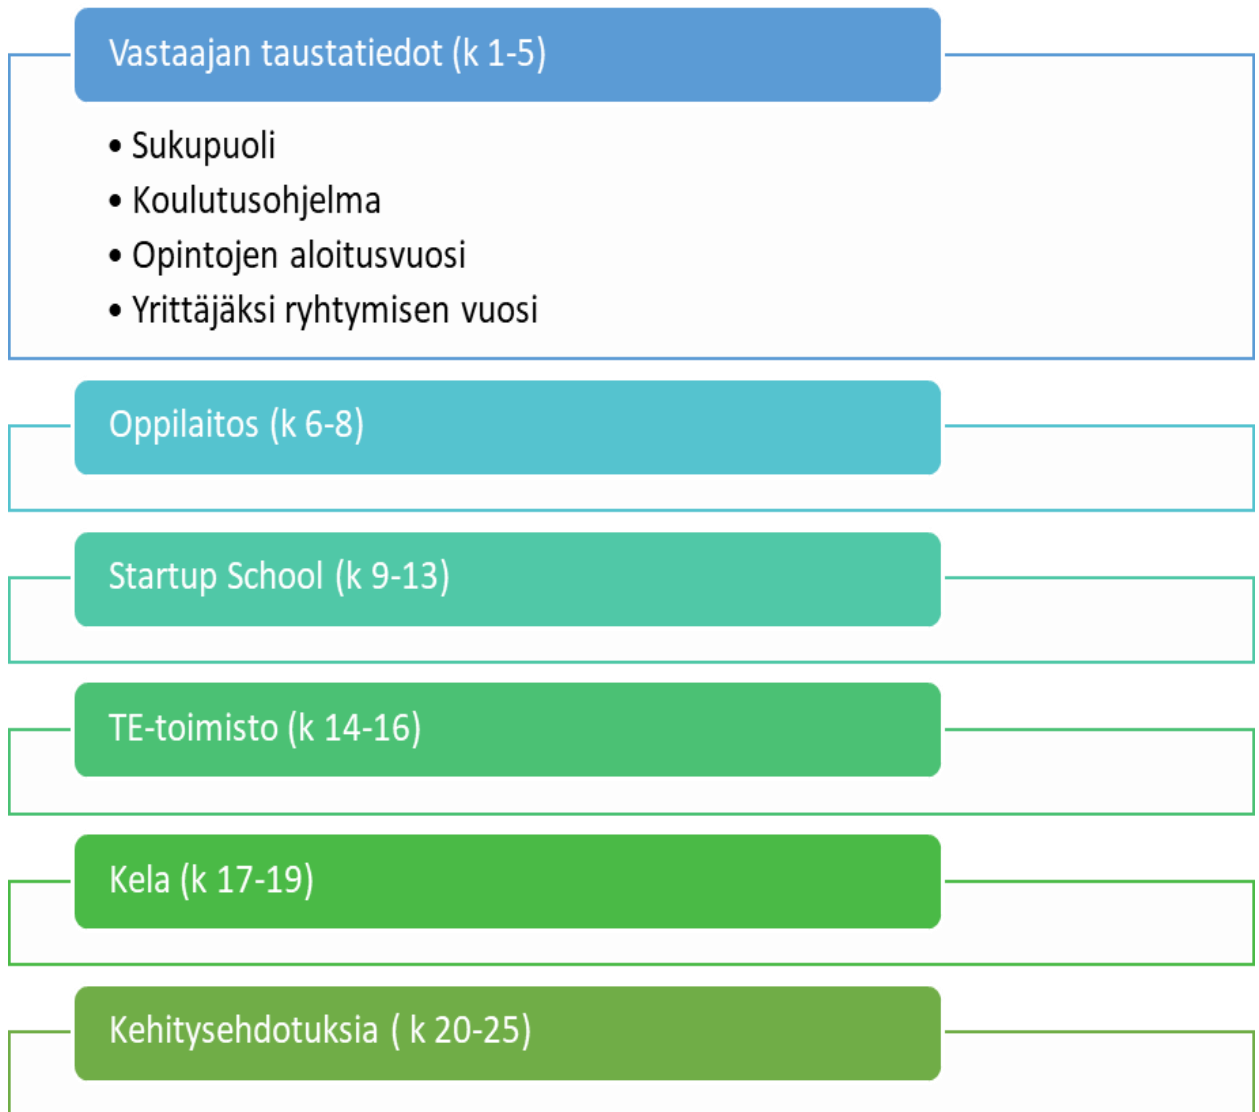 Vastaajan taustatiedot (k 1-5)
• Sukupuoli
• Koulutusohjelma
• Opintojen aloitusvuosi
• Yrittäjäksi ryhtymisen vuosi
Oppilaitos (k 6-8)
Startup School (k 9-13)
TE-toimisto (k 14-16)
Kela (k 17-19)
Kehitysehdotuksia ( k 20-25)